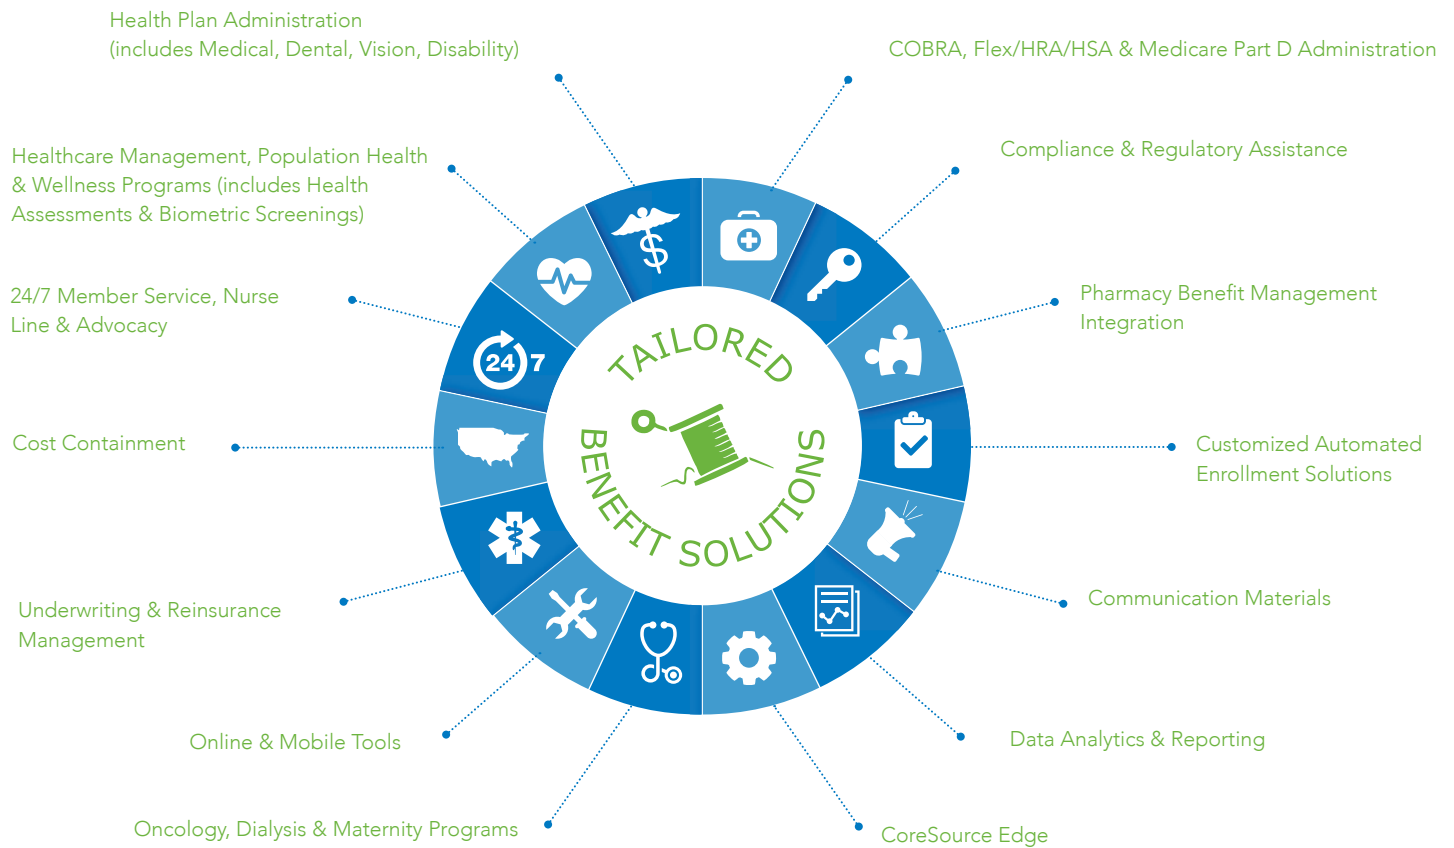 Health Plan Administration
(includes Medical, Dental, Vision, Disability)
COBRA, Flex/HRA/HSA & Medicare Part D Administration
Healthcare Management, Population Health
& Wellness Programs (includes Health
Assessments & Biometric Screenings)
Compliance & Regulatory Assistance
24/7 Member Service, Nurse
Line & Advocacy
Pharmacy Benefit Management
Integration
24 7
TAILORED
BENEFIT SOLUTIONS
$
Cost Containment
Customized Automated
Enrollment Solutions
Underwriting & Reinsurance
Management
Communication Materials
Online & Mobile Tools
Data Analytics & Reporting
Oncology, Dialysis & Maternity Programs
CoreSource Edge